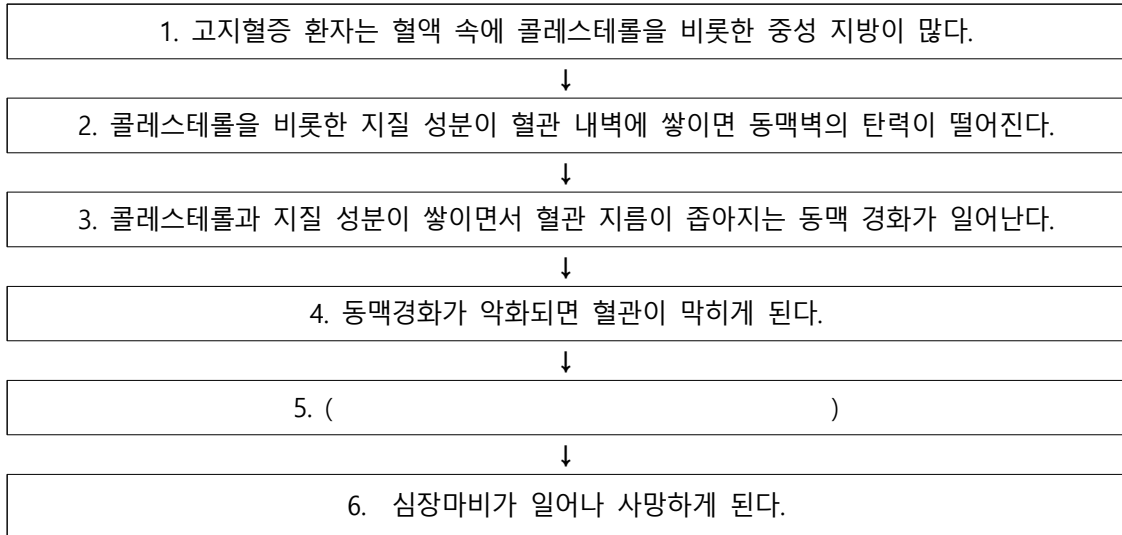 1. 고지혈증 환자는 혈액 속에 콜레스테롤을 비롯한 중성 지방이 많다.
↓
2. 콜레스테롤을 비롯한 지질 성분이 혈관 내벽에 쌓이면 동맥벽의 탄력이 떨어진다.
↓
3. 콜레스테롤과 지질 성분이 쌓이면서 혈관 지름이 좁아지는 동맥 경화가 일어난다.
↓
4. 동맥경화가 악화되면 혈관이 막히게 된다.
↓
5. ( )
↓
6. 심장마비가 일어나 사망하게 된다.